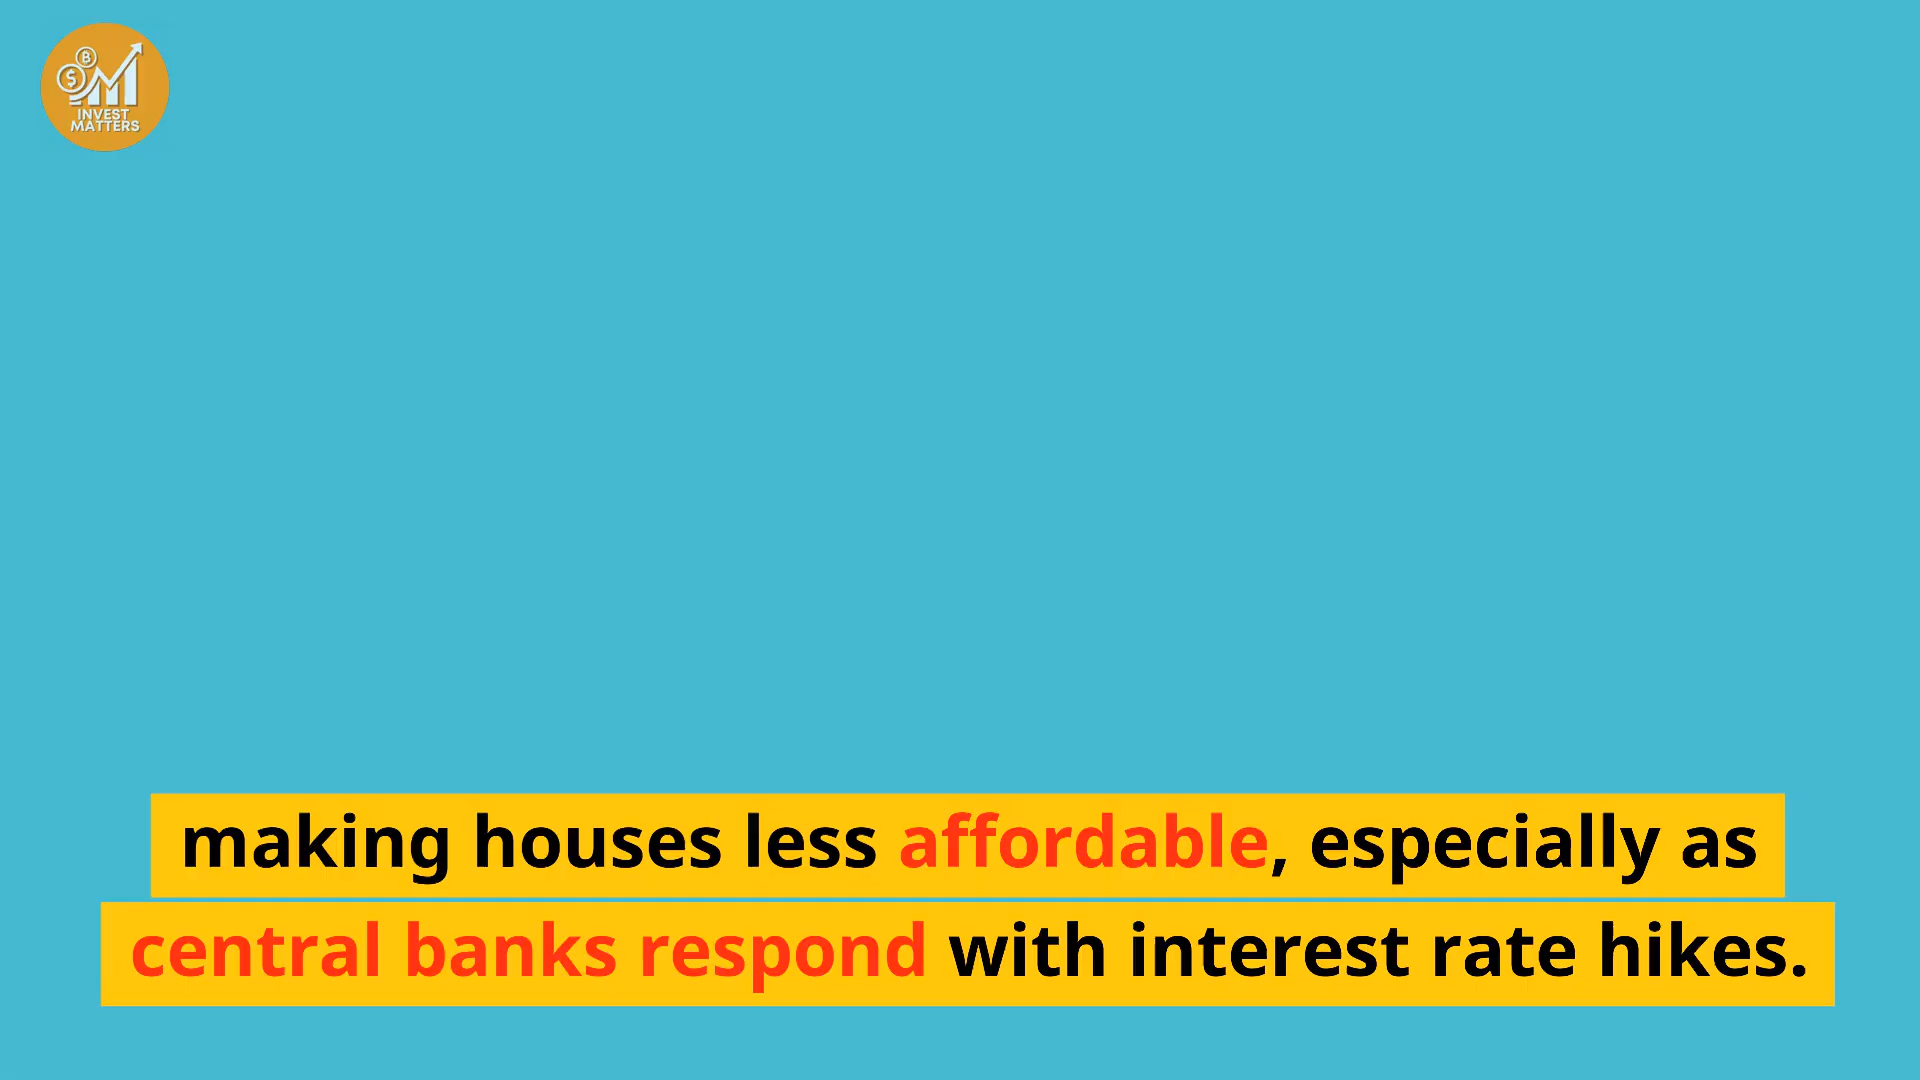 B
$
INVEST
MATTERS
making houses less affordable, especially as
central banks respond with interest rate hikes.